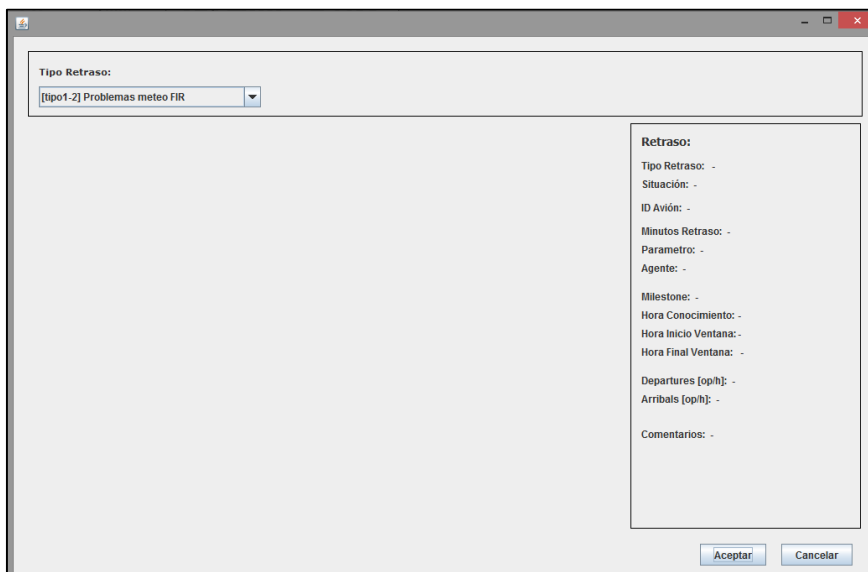 Tipo Retraso:
[tipo1-2] Problemas meteo FIR
Retraso:
Tipo Retraso: -
Situación: -
ID Avión: -
Minutos Retraso: -
Parametro: -
Agente: -
Milestone: -
Hora Conocimiento: -
Hora Inicio Ventana: -
Hora Final Ventana: -
Departures [op/h]: -
Arribals [op/h]: -
Comentarios: -
Aceptar Cancelar